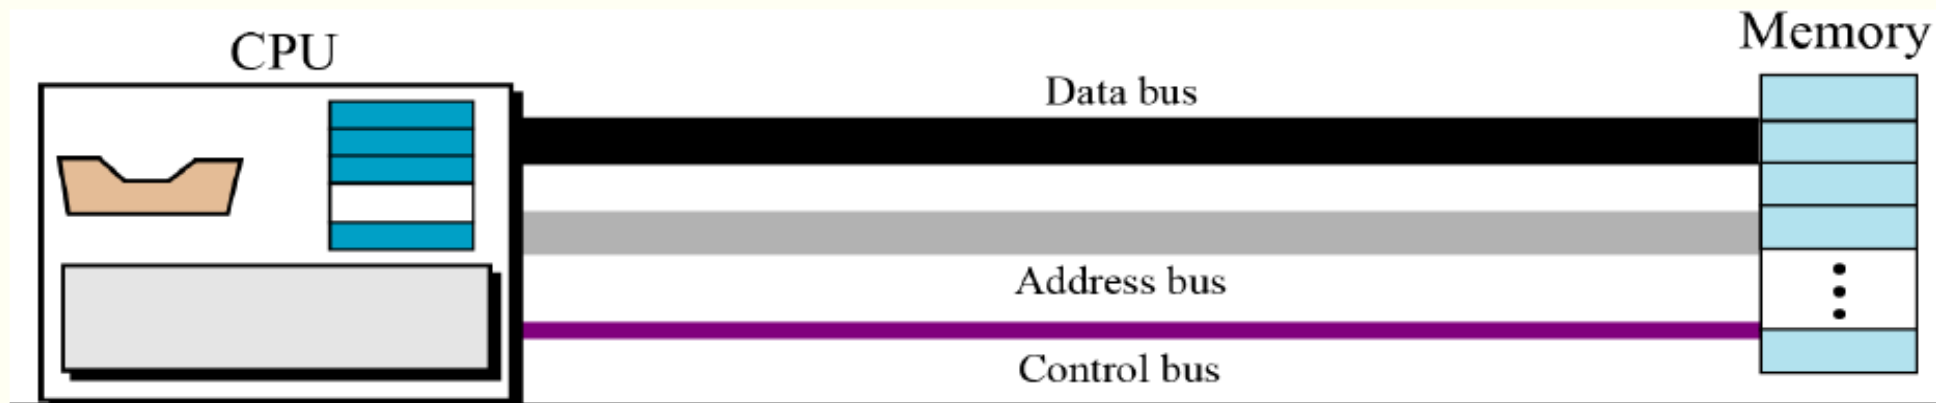 CPU
Memory
Data bus
Address bus
Control bus